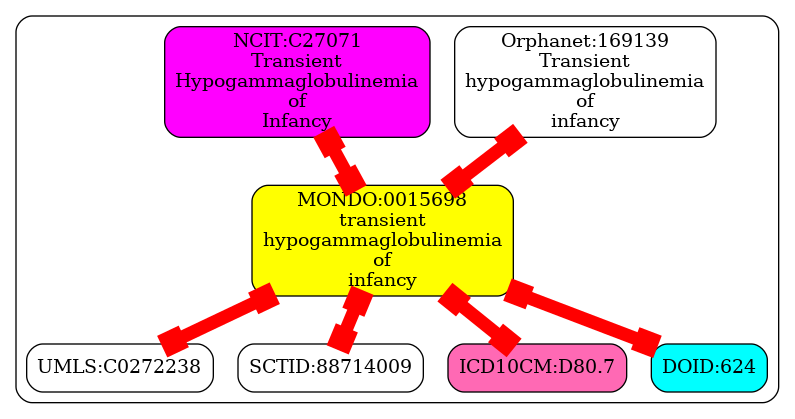 NCIT:C27071
Transient
Hypogammaglobulinemia
of
Infancy
Orphanet:169139
Transient
hypogammaglobulinemia
of
infancy
MONDO:0015698
transient
hypogammaglobulinemia
of
infancy
UMLS:C0272238
SCTID:88714009
ICD10CM:D80.7
DOID:624